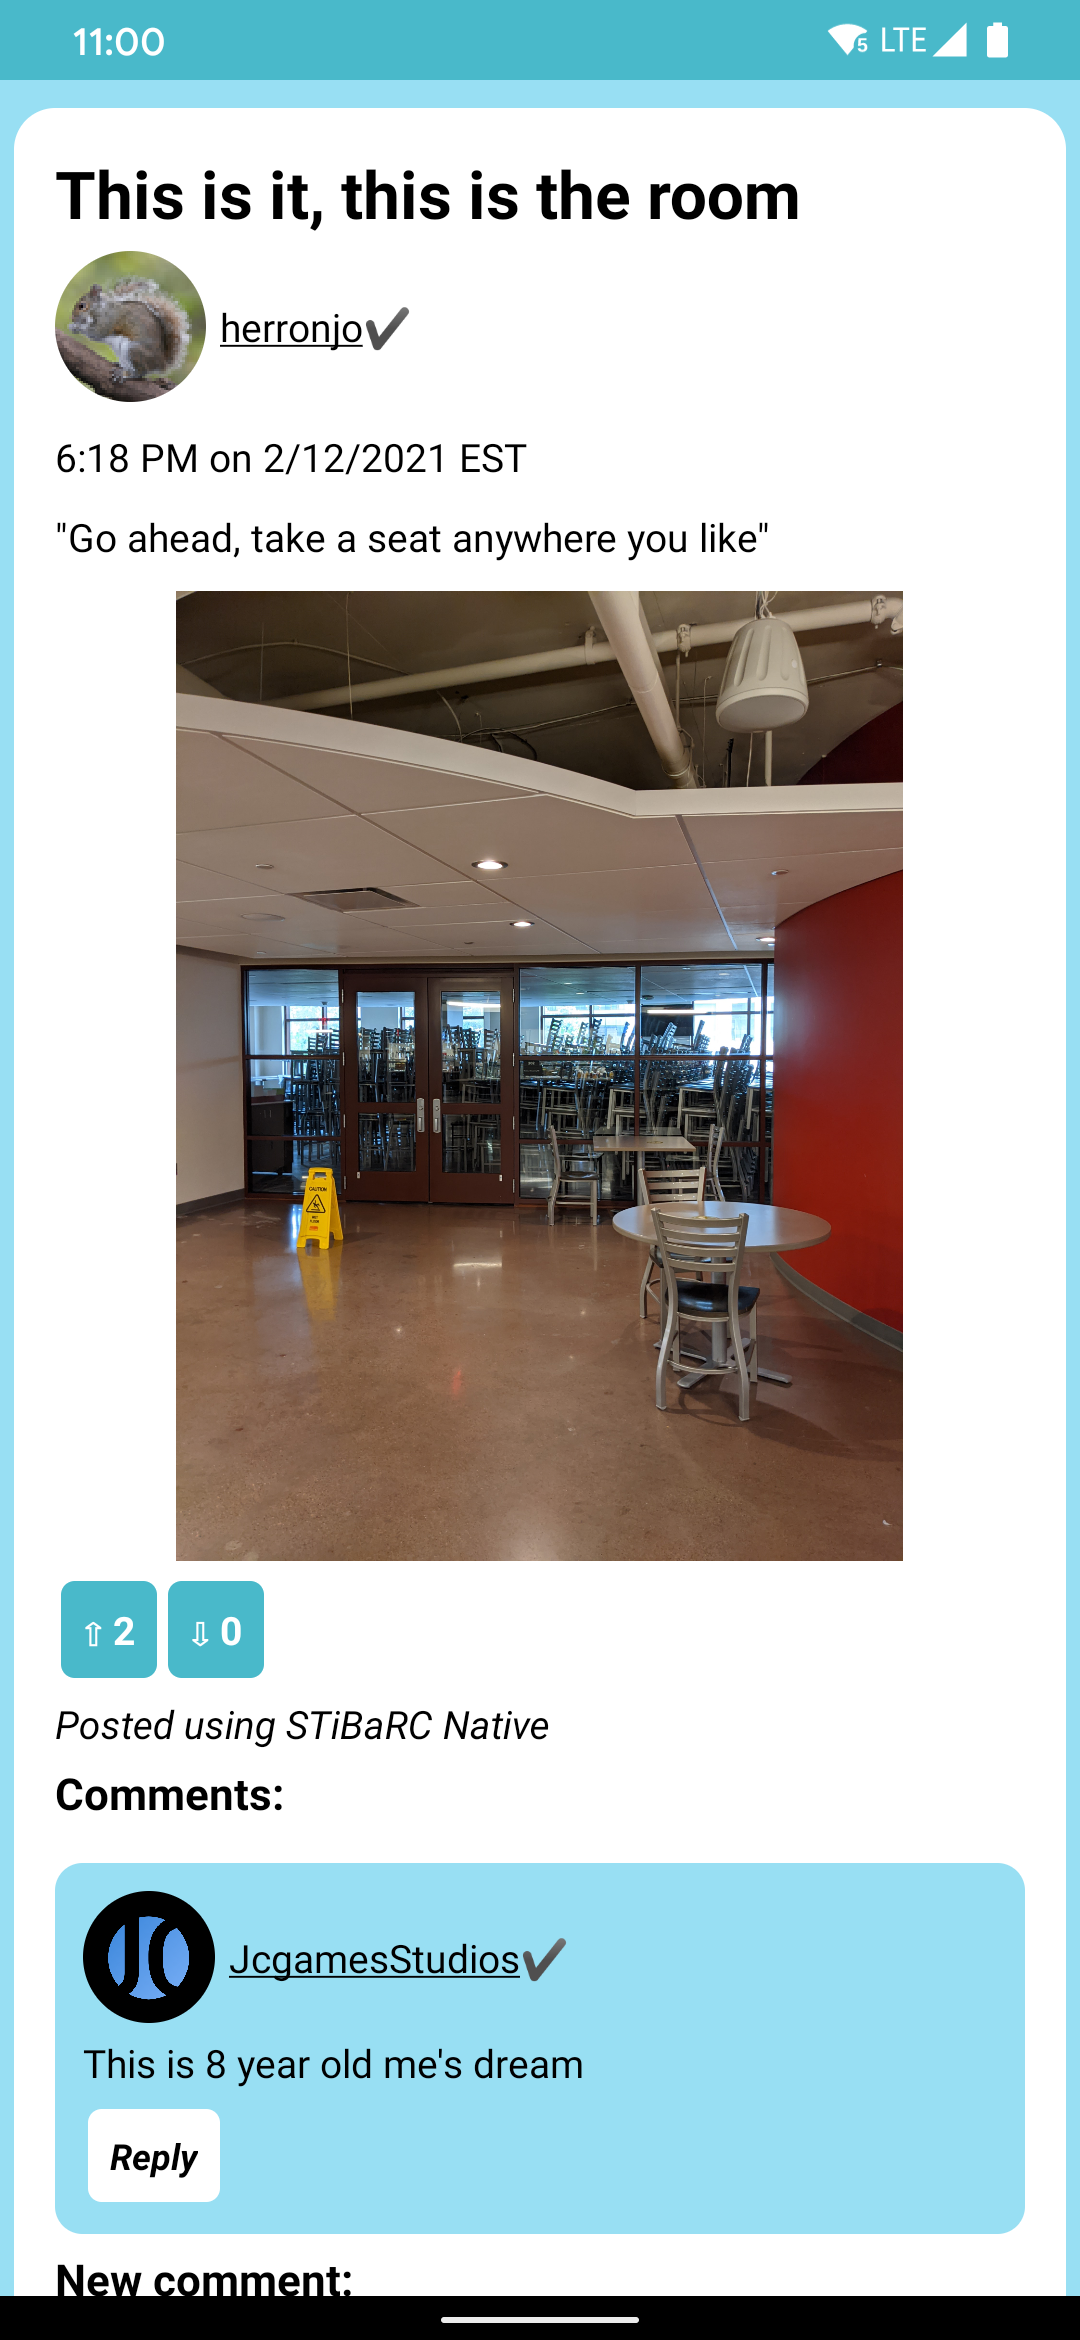 11:00
5 LTE
This is it, this is the room
herronjo✔
6:18 PM on 2/12/2021 EST
"Go ahead, take a seat anywhere you like"
CAUTION
⇧ 2 ⇩ 0
Posted using STiBaRC Native
Comments:
JC
JcgamesStudios✔
This is 8 year old me's dream
Reply
New comment: